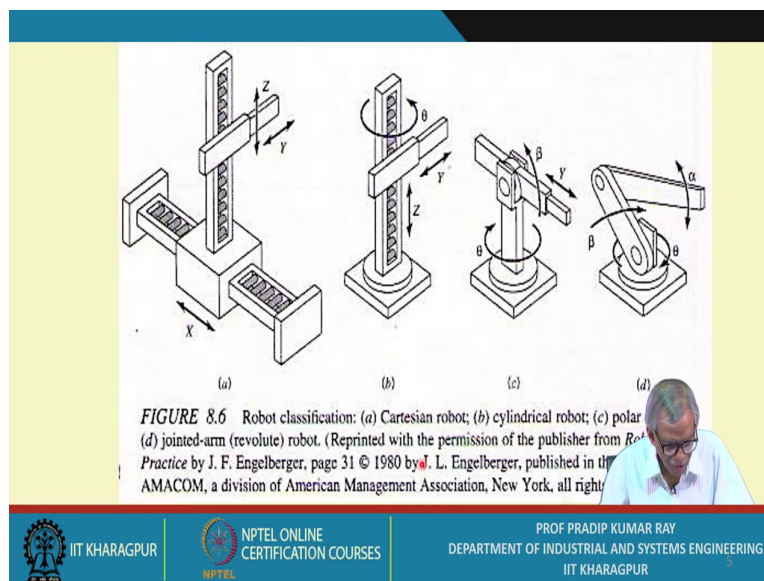 Z
Y
X
(a)
θ
Y
Z
(b)
β
Y
θ
(c)
α
β
θ
(d)
FIGURE 8.6 Robot classification: (a) Cartesian robot; (b) cylindrical robot; (c) polar
(d) jointed-arm (revolute) robot. (Reprinted with the permission of the publisher from
Practice by J. F. Engelberger, page 31 © 1980 by J. L. Engelberger, published in
AMACOM, a division of American Management Association, New York, all
IIT KHARAGPUR
NPTEL
NPTEL ONLINE
CERTIFICATION COURSES
PROF PRADIP KUMAR RAY
DEPARTMENT OF INDUSTRIAL AND SYSTEMS ENGINEERING
IIT KHARAGPUR
5